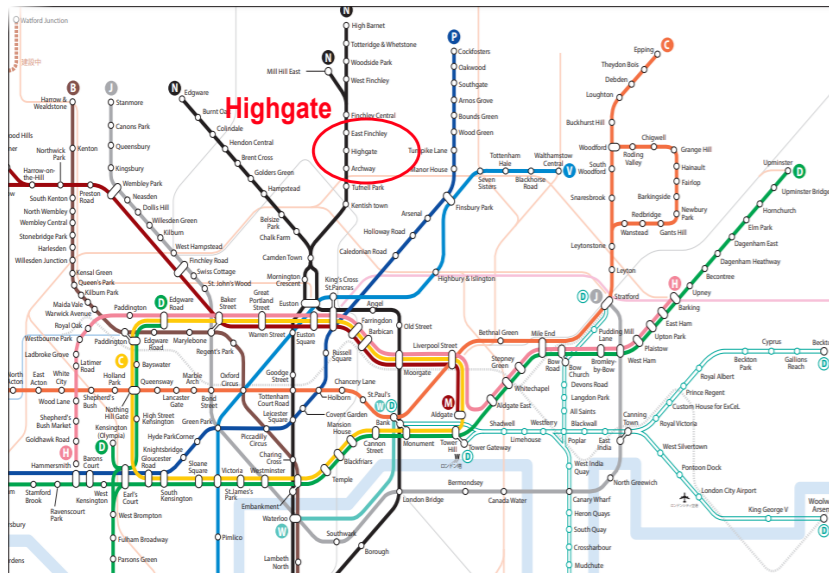 Watford Junction
建設中
N
High Barnet
Totteridge & Whetstone
Woodside Park
West Finchley
Mill Hill East
N
Finchley Central
East Finchley
Highgate
Archway
Tufnell Park
Kentish town
Highgate
N
Edgware
Burnt Oak
Colindale
Hendon Central
Brent Cross
Golders Green
Hampstead
Belsize
Park
Chalk Farm
Camden Town
Mornington
Crescent
Euston
P
Cockfosters
Oakwood
Southgate
Arnos Grove
Bounds Green
Wood Green
Turnpike Lane
Manor House
Finsbury Park
Arsenal
Holloway Road
Caledonian Road
King's Cross
St.Pancras
Tottenham
Hale
Walthamstow
Central
V
Seven
Sisters
Blackhorse
Road
Highbury & Islington
C
Epping
Theydon Bois
Debden
Loughton
Buckhurst Hill
Woodford
Chigwell
Roding
Valley
Grange Hill
Hainault
Fairlop
Barkingside
Newbury
Park
Gants Hill
Redbridge
Wanstead
South
Woodford
Snaresbrook
Leytonstone
Leyton
Stratford
J
D
Upminster
D
Upminster Bridge
Hornchurch
Elm Park
Dagenham East
Dagenham Heathway
Becontree
Upney
H
Barking
East Ham
Upton Park
Plaistow
West Ham
B
Harrow &
Wealdstone
Kenton
Northwick
Park
Harrow-on-
the-Hill
Preston
Road
South Kenton
North Wembley
Wembley Central
Stonebridge Park
Harlesden
Willesden Junction
Kensal Green
Queen's Park
Kilburn Park
Maida Vale
Warwick Avenue
Royal Oak
Paddington
J
Stanmore
Canons Park
Queensbury
Kingsbury
Wembley Park
Neasden
Dollis Hill
Willesden Green
Kilburn
West Hampstead
Finchley Road
Swiss Cottage
St.John's Wood
D
Edgware
Road
Baker
Street
Great
Portland
Street
Warren Street
Euston
Square
Farringdon
Barbican
Angel
Old Street
Moorgate
Liverpool Street
M
Aldgate
Aldgate East
Bethnal Green
Mile End
Stepney
Green
Whitechapel
Bow
Road
Bow
Church
Bromley-
by-Bow
Pudding Mill
Lane
Devons Road
Langdon Park
All Saints
Westbourne Park
Ladbroke Grove
Latimer
Road
C
Paddington
Edgware
Road
Marylebone
Regent's Park
Bayswater
Holland
Park
Queensway
Lancaster
Gate
Marble
Arch
Bond
Street
Oxford
Circus
Goodge
Street
Tottenham
Court Road
Russell
Square
Chancery Lane
Holborn
St.Paul's
W
D
Bank
North
Acton
East
Acton
White
City
Wood Lane
Shepherd's
Bush
Shepherd's
Bush Market
Goldhawk Road
H
Hammersmith
Notting
Hill Gate
Kensington
(Olympia)
D
High Street
Kensington
Hyde ParkCorner
Knightsbridge
Green Park
Piccadilly
Circus
Leicester
Square
Covent Garden
Charing
Cross
Mansion
House
Cannon
Street
Monument
Tower
Hill
Tower Gateway
W
D
ロンドン塔
Shadwell
Limehouse
Westferry
Poplar
Blackwall
East
India
Canning
Town
Royal Victoria
Custom House for ExCeL
Prince Regent
Royal Albert
Beckton
Park
Cyprus
Gallions
Reach
Beckt
D
West Silvertown
Pontoon Dock
London City Airport
King George V
Woolw
Arsen
D
Barons
Court
Gloucester
Road
Sloane
Square
Victoria
Westminster
Blackfriars
Temple
Stamford
Brook
Ravenscourt
Park
West
Kensington
Earl's
Court
South
Kensington
St.James's
Park
Embankment
Waterloo
W
West Brompton
Fulham Broadway
Parsons Green
Pimlico
Lambeth
North
Southwark
Borough
London Bridge
Bermondsey
Canada Water
Canary Wharf
North Greenwich
West India
Quay
Heron Quays
South Quay
Crossharbour
Mudchute